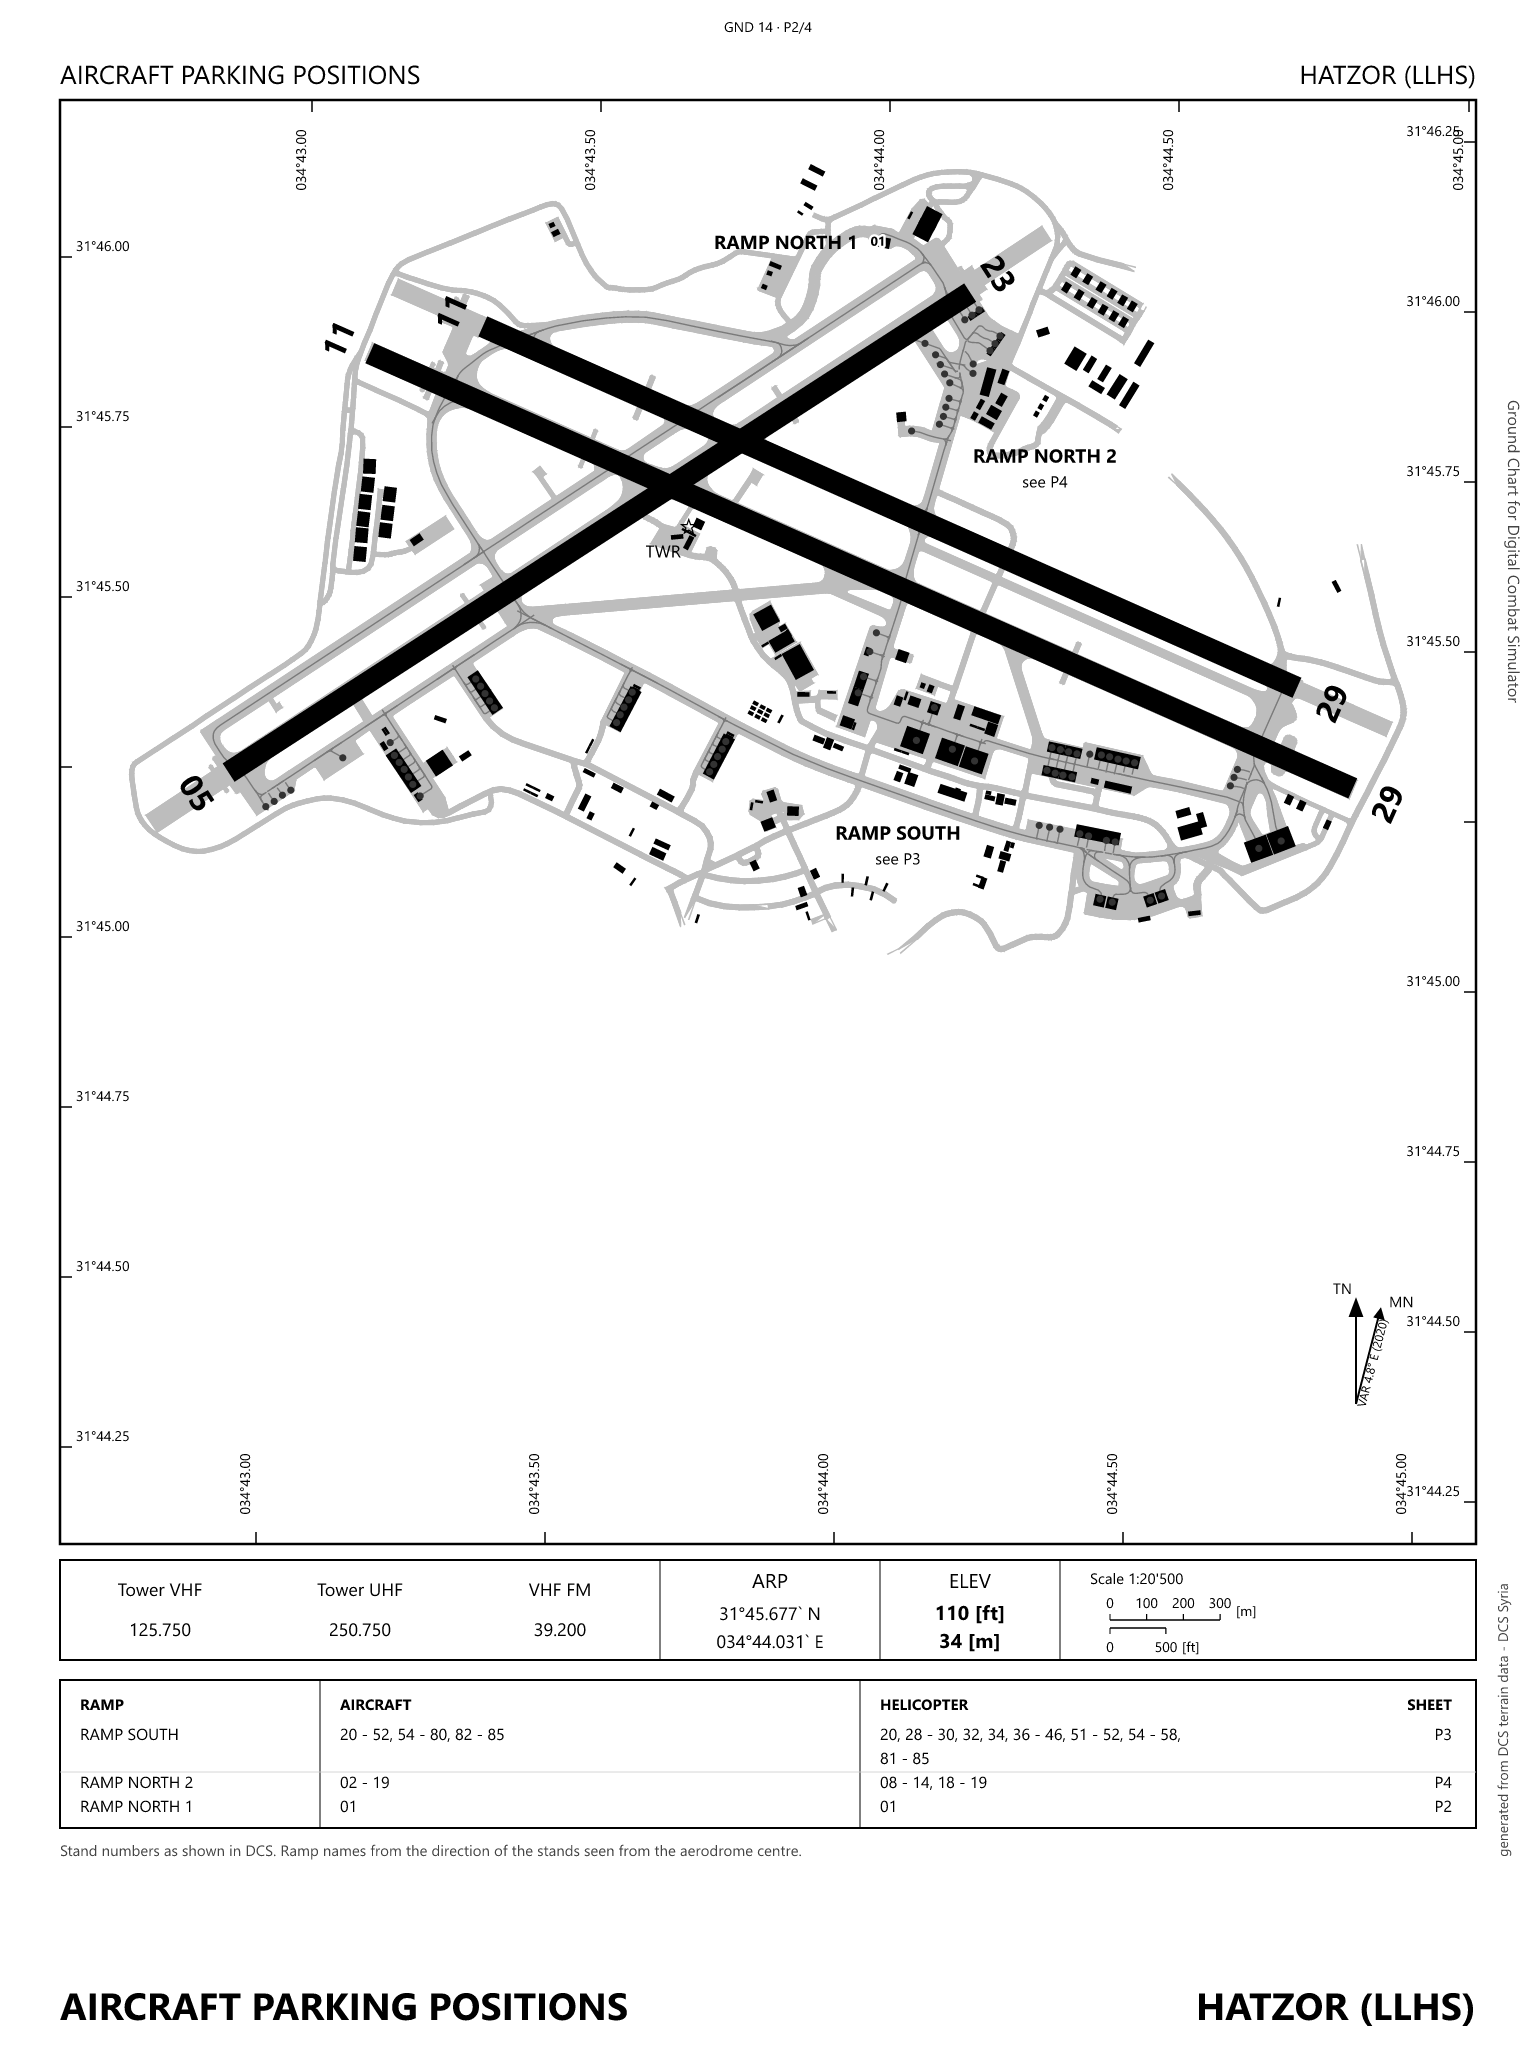 GND 14 · P2/4
AIRCRAFT PARKING POSITIONS
HATZOR (LLHS)
034°43.00
034°43.50
034°44.00
034°44.50
034°45.00
31°46.25
31°46.00
31°45.75
31°45.50
31°45.00
31°44.75
31°44.50
31°44.25
31°46.00
31°45.75
31°45.50
31°45.00
31°44.75
31°44.50
31°44.25
RAMP NORTH 1
01
23
11
11
RAMP NORTH 2
see P4
TWR
29
29
05
RAMP SOUTH
see P3
TN
MN
VAR 4.8° E (2020)
034°43.00
034°43.50
034°44.00
034°44.50
034°45.00
Ground Chart for Digital Combat Simulator
Tower VHF
125.750
Tower UHF
250.750
VHF FM
39.200
ARP
31°45.677` N
034°44.031` E
ELEV
110 [ft]
34 [m]
Scale 1:20'500
0 100 200 300 [m]
0 500 [ft]
RAMP AIRCRAFT HELICOPTER SHEET
RAMP SOUTH 20 - 52, 54 - 80, 82 - 85 20, 28 - 30, 32, 34, 36 - 46, 51 - 52, 54 - 58, P3
81 - 85
RAMP NORTH 2 02 - 19 08 - 14, 18 - 19 P4
RAMP NORTH 1 01 01 P2
generated from DCS terrain data - DCS Syria
Stand numbers as shown in DCS. Ramp names from the direction of the stands seen from the aerodrome centre.
AIRCRAFT PARKING POSITIONS
HATZOR (LLHS)